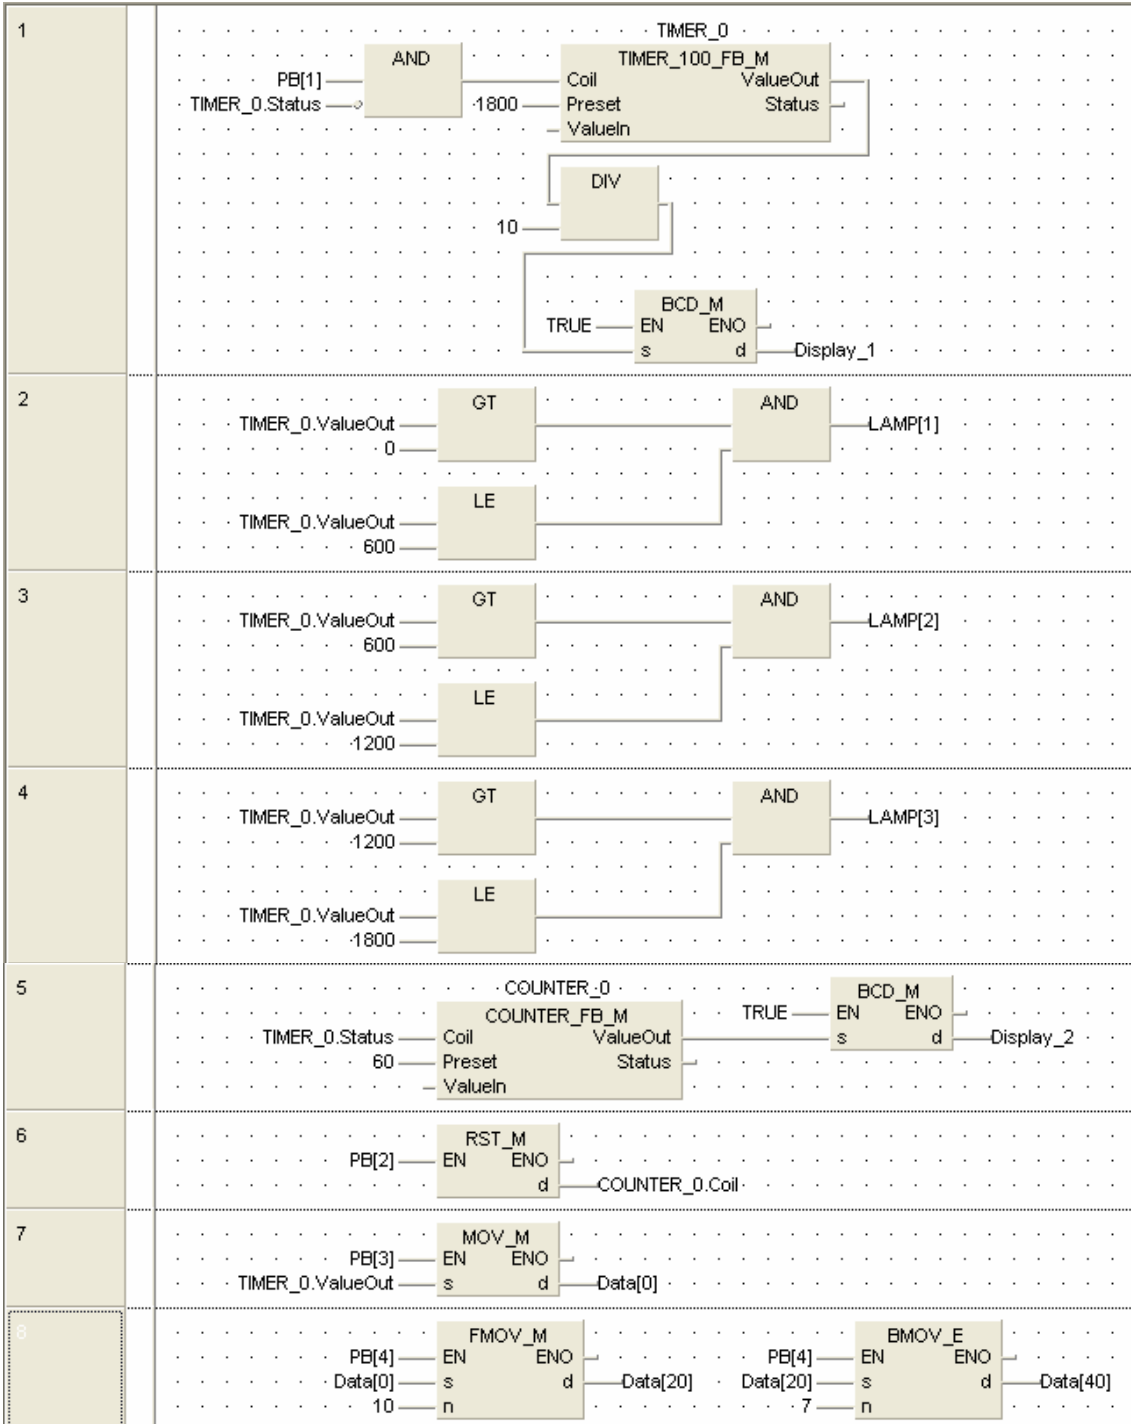 1
TIMER_0
AND
TIMER_100_FB_M
PB[1]
Coil
ValueOut
TIMER_0.Status
1800
Preset
Status
ValueIn
DIV
10
BCD_M
TRUE
EN
ENO
s
d
Display_1
2
GT
AND
TIMER_0.ValueOut
LAMP[1]
0
LE
TIMER_0.ValueOut
600
3
GT
AND
TIMER_0.ValueOut
LAMP[2]
600
LE
TIMER_0.ValueOut
1200
4
GT
AND
TIMER_0.ValueOut
LAMP[3]
1200
LE
TIMER_0.ValueOut
1800
5
COUNTER_0
BCD_M
COUNTER_FB_M
TRUE
EN
ENO
TIMER_0.Status
Coil
ValueOut
s
d
Display_2
60
Preset
Status
ValueIn
6
RST_M
PB[2]
EN
ENO
d
COUNTER_0.Coil
7
MOV_M
PB[3]
EN
ENO
TIMER_0.ValueOut
s
d
Data[0]
8
FMOV_M
BMOV_E
PB[4]
EN
ENO
PB[4]
EN
ENO
Data[0]
s
d
Data[20]
Data[20]
s
d
Data[40]
10
n
7
n